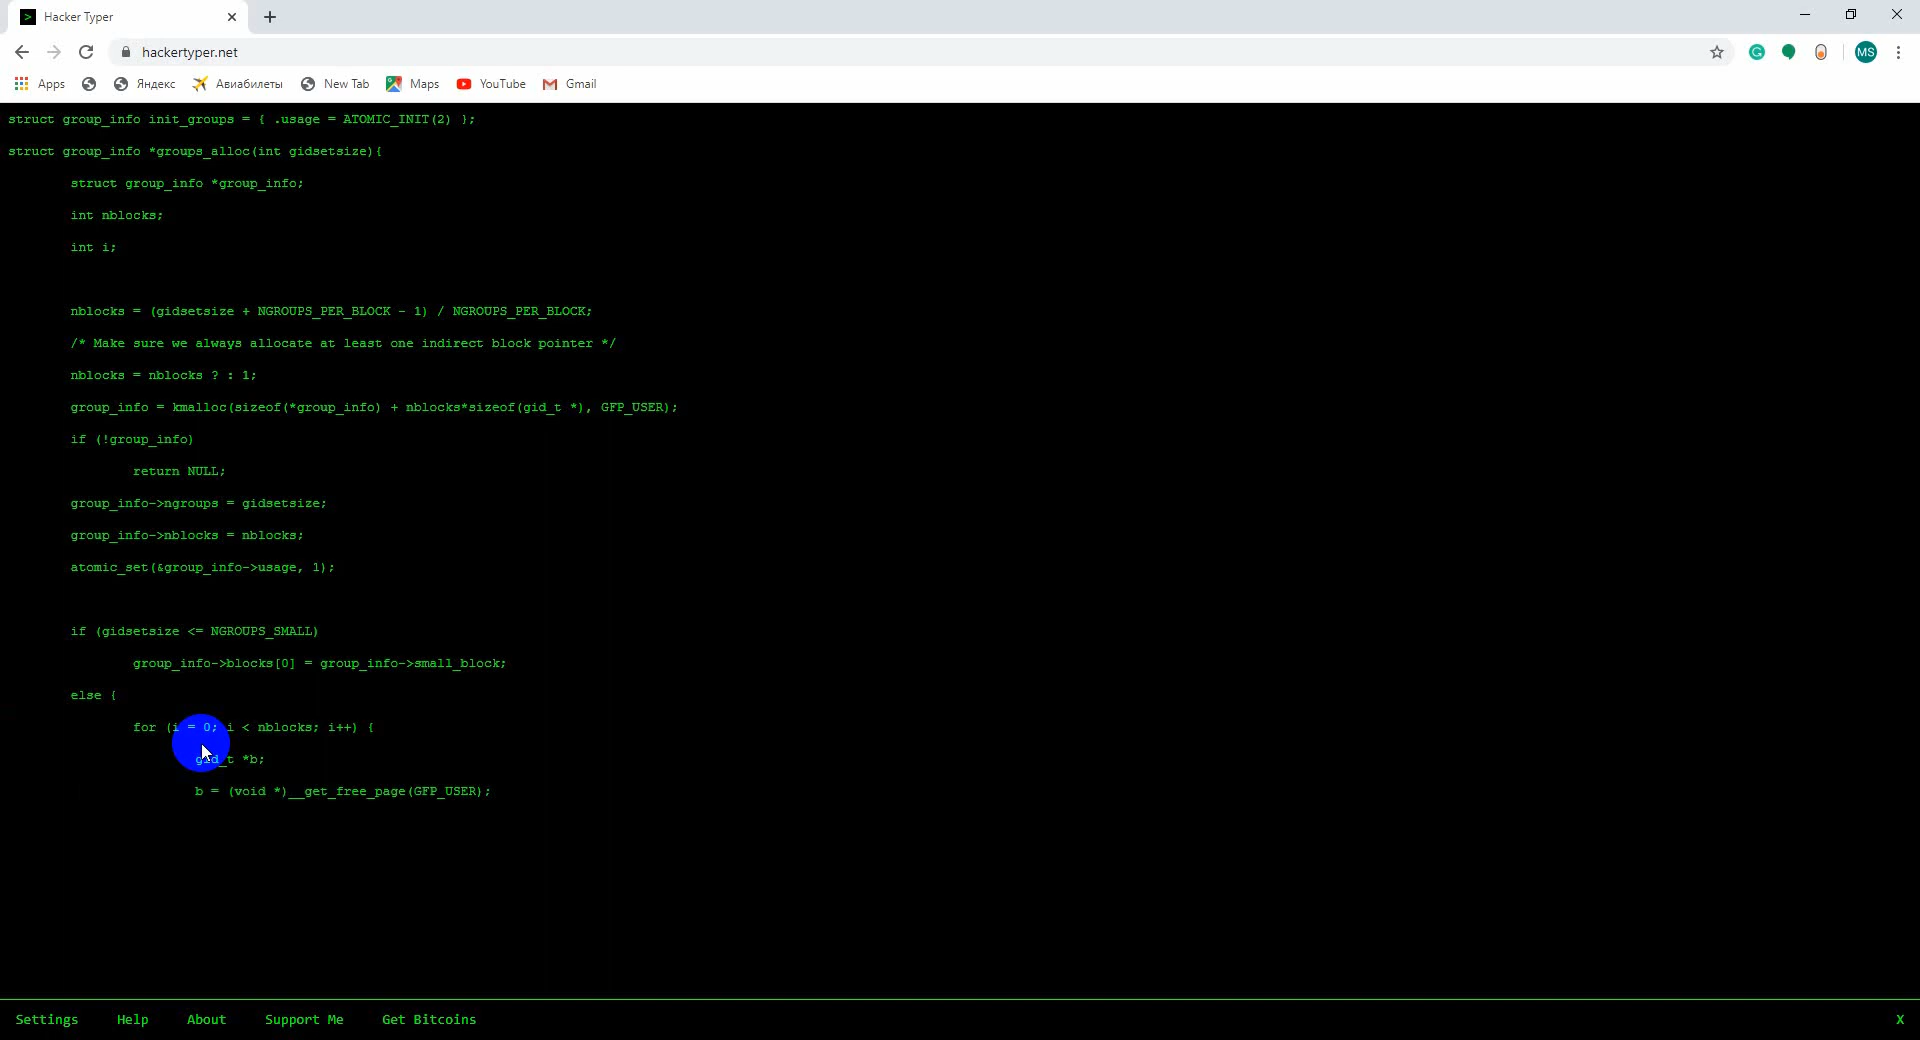 Hacker Typer
hackertyper.net
MS
Apps
Яндекс
Авиабилеты
New Tab
Maps
YouTube
Gmail
struct group_info init_groups = { .usage = ATOMIC_INIT(2) };
struct group_info *groups_alloc(int gidsetsize){
struct group_info *group_info;
int nblocks;
int i;
nblocks = (gidsetsize + NGROUPS_PER_BLOCK - 1) / NGROUPS_PER_BLOCK;
/* Make sure we always allocate at least one indirect block pointer */
nblocks = nblocks ? : 1;
group_info = kmalloc(sizeof(*group_info) + nblocks*sizeof(gid_t *), GFP_USER);
if (!group_info)
return NULL;
group_info->ngroups = gidsetsize;
group_info->nblocks = nblocks;
atomic_set(&group_info->usage, 1);
if (gidsetsize <= NGROUPS_SMALL)
group_info->blocks[0] = group_info->small_block;
else {
for (i = 0; i < nblocks; i++) {
gid_t *b;
b = (void *)__get_free_page(GFP_USER);
Settings
Help
About
Support Me
Get Bitcoins
X